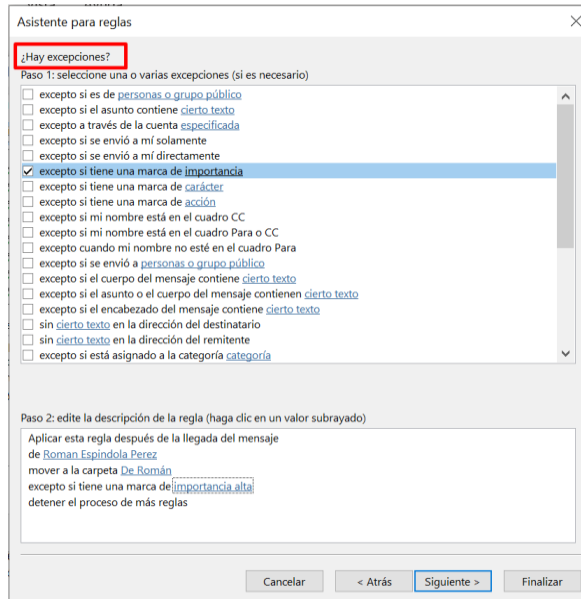 Asistente para reglas
¿Hay excepciones?
Paso 1: seleccione una o varias excepciones (si es necesario)
excepto si es de personas o grupo público
excepto si el asunto contiene cierto texto
excepto a través de la cuenta especificada
excepto si se envió a mí solamente
excepto si se envió a mí directamente
excepto si tiene una marca de importancia
excepto si tiene una marca de carácter
excepto si tiene una marca de acción
excepto si mi nombre está en el cuadro CC
excepto si mi nombre está en el cuadro Para o CC
excepto cuando mi nombre no esté en el cuadro Para
excepto si se envió a personas o grupo público
excepto si el cuerpo del mensaje contiene cierto texto
excepto si el asunto o el cuerpo del mensaje contienen cierto texto
excepto si el encabezado del mensaje contiene cierto texto
sin cierto texto en la dirección del destinatario
sin cierto texto en la dirección del remitente
excepto si está asignado a la categoría categoría
Paso 2: edite la descripción de la regla (haga clic en un valor subrayado)
Aplicar esta regla después de la llegada del mensaje
de Roman Espindola Perez
mover a la carpeta De Román
excepto si tiene una marca de importancia alta
detener el proceso de más reglas
Cancelar < Atrás Siguiente > Finalizar